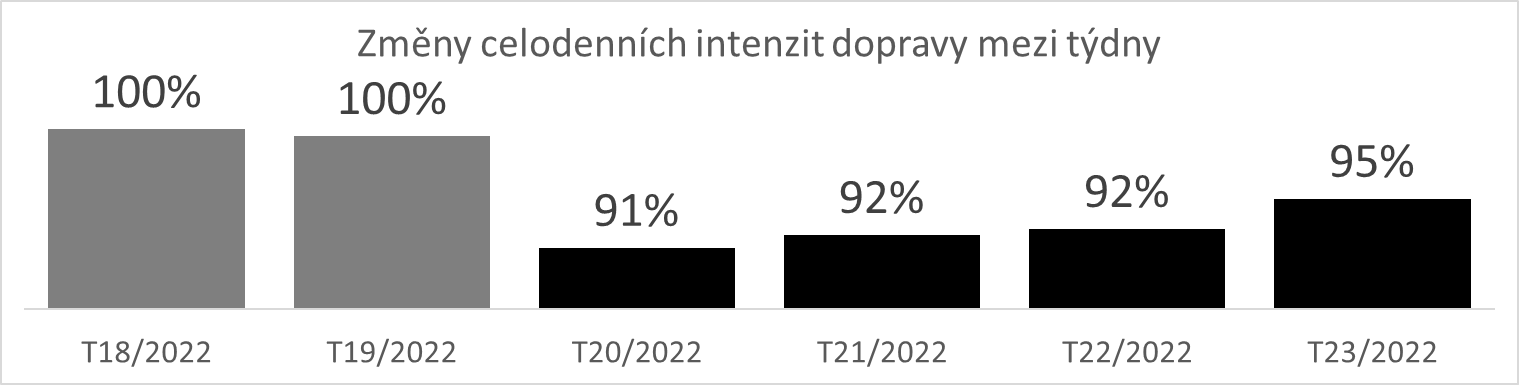 Změny celodenních intenzit dopravy mezi týdny
100%
100%
91%
92%
92%
95%
T18/2022
T19/2022
T20/2022
T21/2022
T22/2022
T23/2022